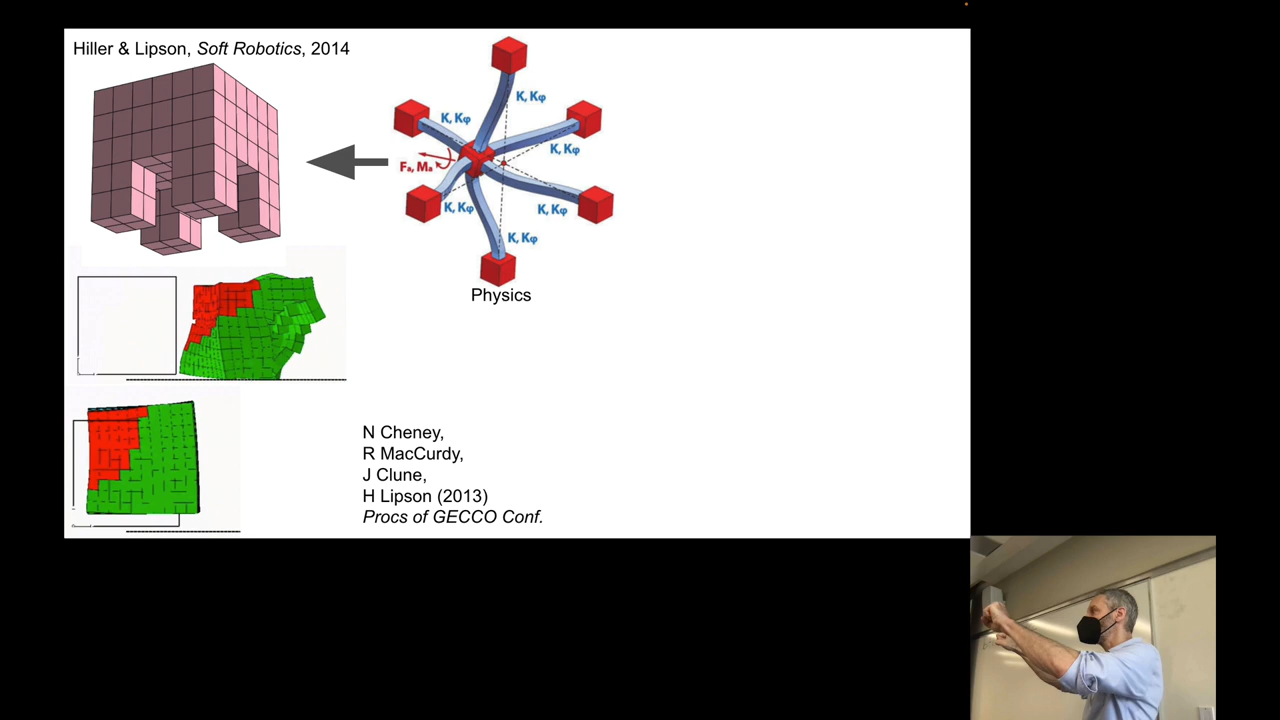 Hiller & Lipson, Soft Robotics, 2014
K, Kφ
K, Kφ
K, Kφ
Fₐ, Mₐ
K, Kφ
K, Kφ
K, Kφ
Physics
N Cheney,
R MacCurdy,
J Clune,
H Lipson (2013)
Procs of GECCO Conf.